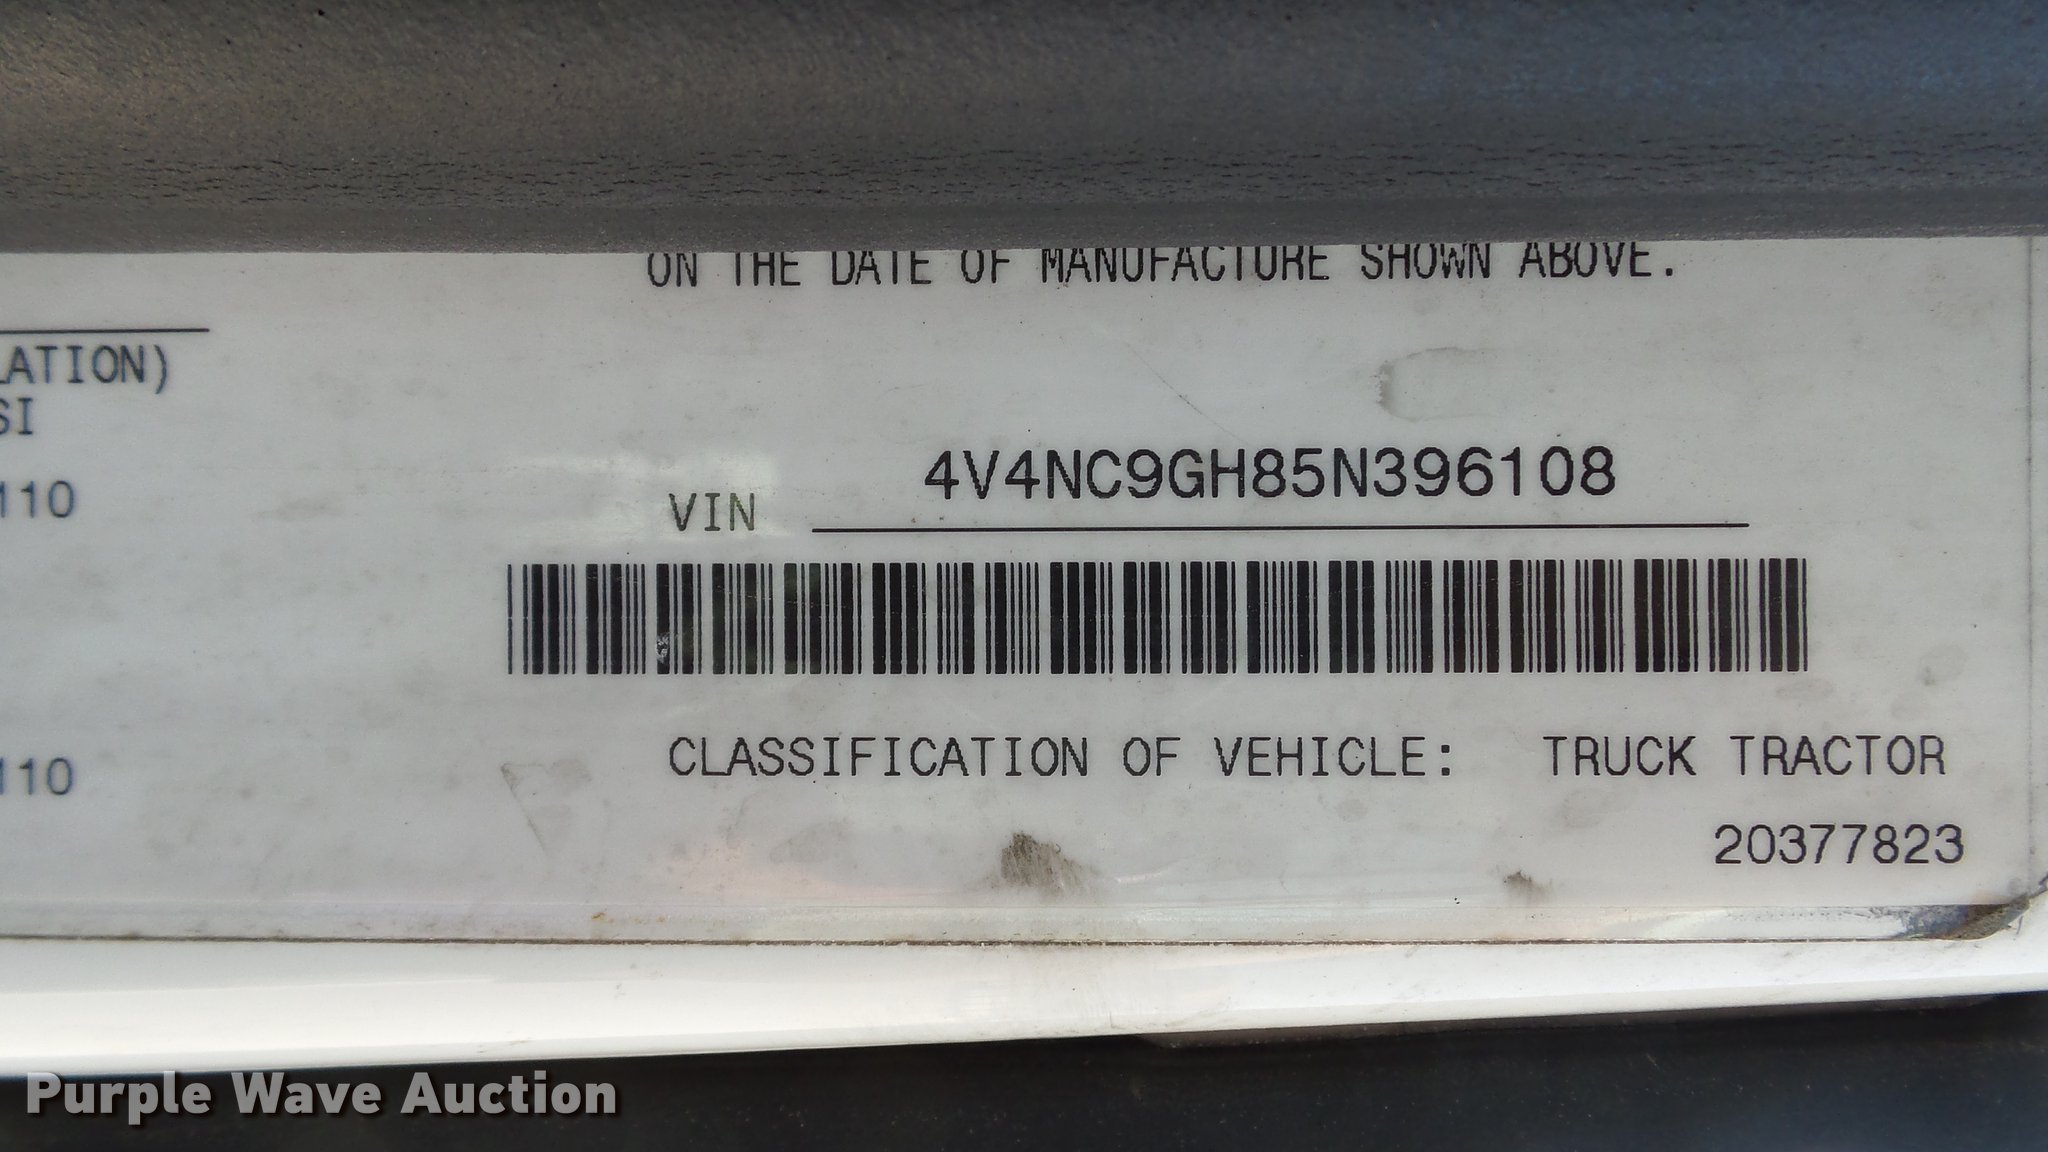 ON THE DATE OF MANUFACTURE SHOWN ABOVE.
LATION)
SI
110
VIN 4V4NC9GH85N396108
CLASSIFICATION OF VEHICLE: TRUCK TRACTOR
110
20377823
Purple Wave Auction